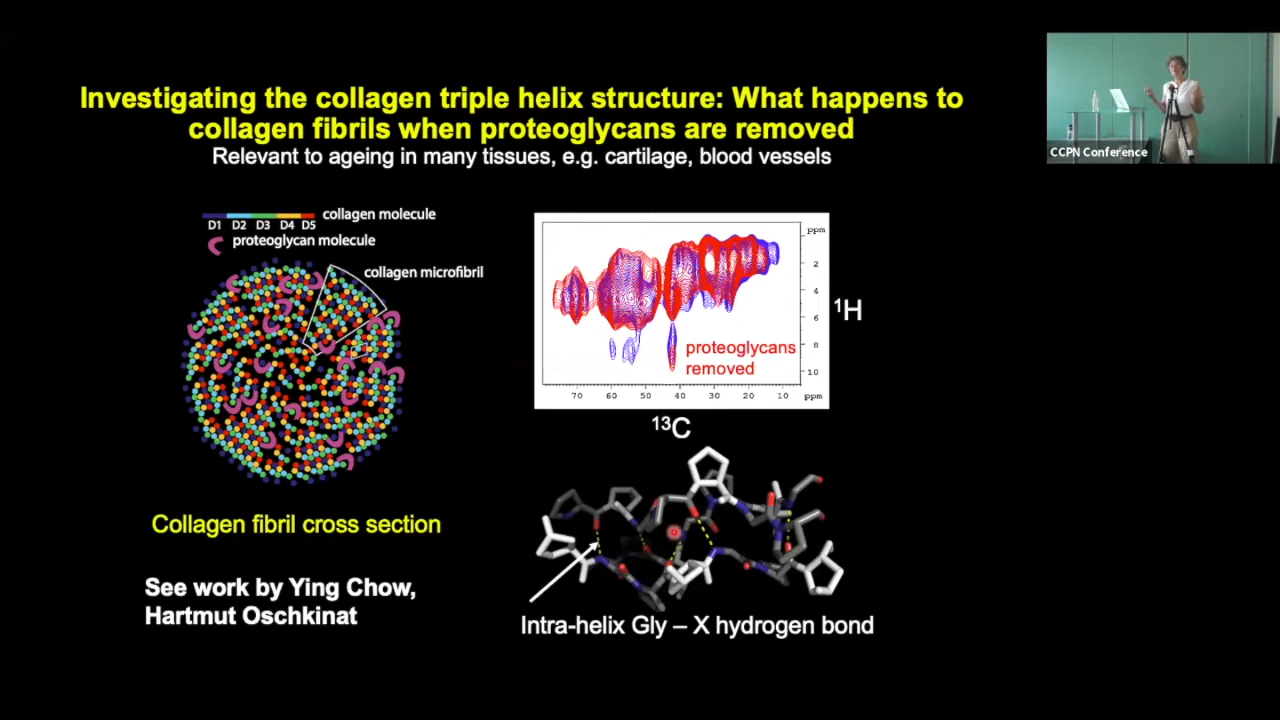 Investigating the collagen triple helix structure: What happens to
collagen fibrils when proteoglycans are removed
Relevant to ageing in many tissues, e.g. cartilage, blood vessels
CCPN Conference
collagen molecule
D1 D2 D3 D4 D5
proteoglycan molecule
collagen microfibril
ppm
2
4
6
8
10
¹H
proteoglycans
removed
70 60 50 40 30 20 10 ppm
¹³C
Collagen fibril cross section
See work by Ying Chow,
Hartmut Oschkinat
Intra-helix Gly – X hydrogen bond